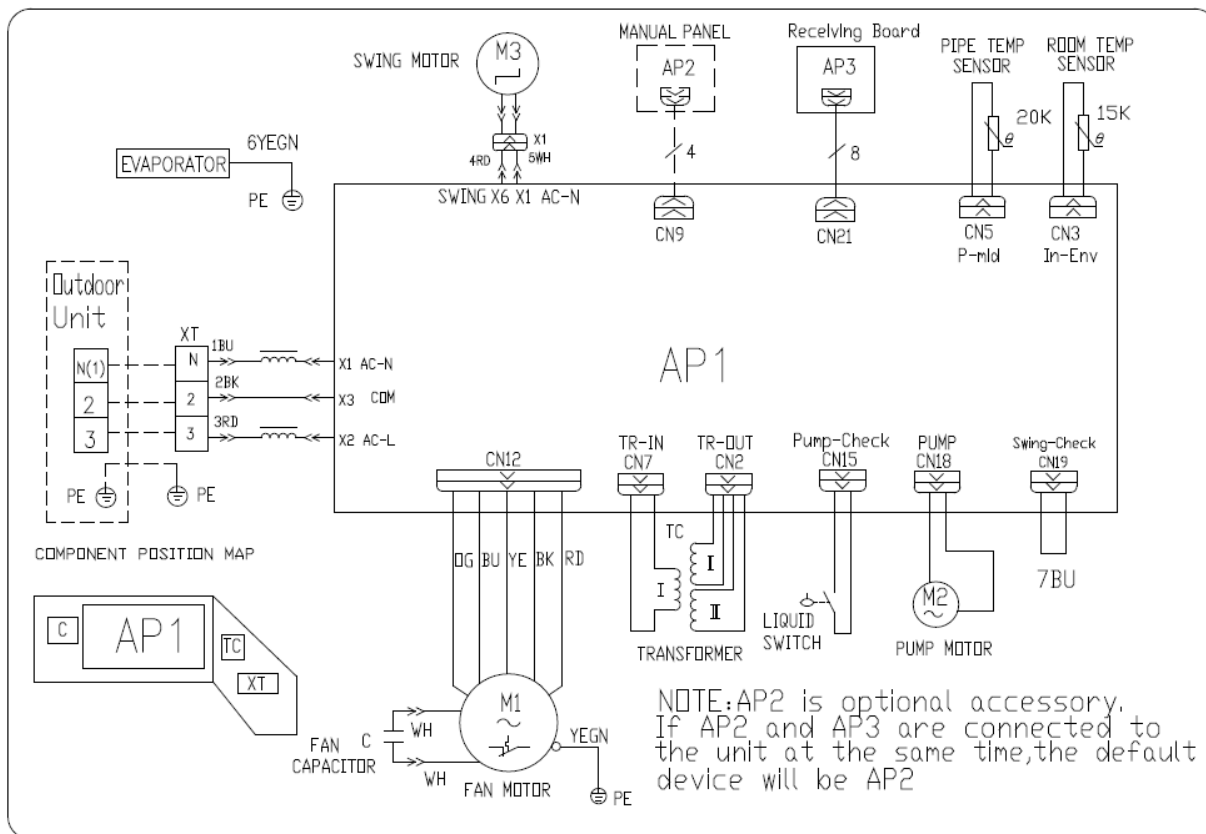 SWING MOTOR
M3
X1
4RD
5WH
SWING X6 X1 AC-N
MANUAL PANEL
AP2
4
CN9
Receiving Board
AP3
8
CN21
PIPE TEMP
SENSOR
20K
θ
CN5
P-mid
ROOM TEMP
SENSOR
15K
θ
CN3
In-Env
EVAPORATOR
6YEGN
PE
Outdoor
Unit
N(1)
2
3
PE
PE
XT
N
2
3
1BU
2BK
3RD
X1 AC-N
X3 COM
X2 AC-L
AP1
CN12
OG BU YE BK RD
TR-IN
CN7
TR-OUT
CN2
TC
I
I
II
TRANSFORMER
Pump-Check
CN15
LIQUID
SWITCH
PUMP
CN18
M2
~
PUMP MOTOR
Swing-Check
CN19
7BU
COMPONENT POSITION MAP
C
AP1
TC
XT
M1
~
FAN MOTOR
FAN
CAPACITOR
C
WH
WH
YEGN
PE
NOTE:AP2 is optional accessory.
If AP2 and AP3 are connected to
the unit at the same time,the default
device will be AP2